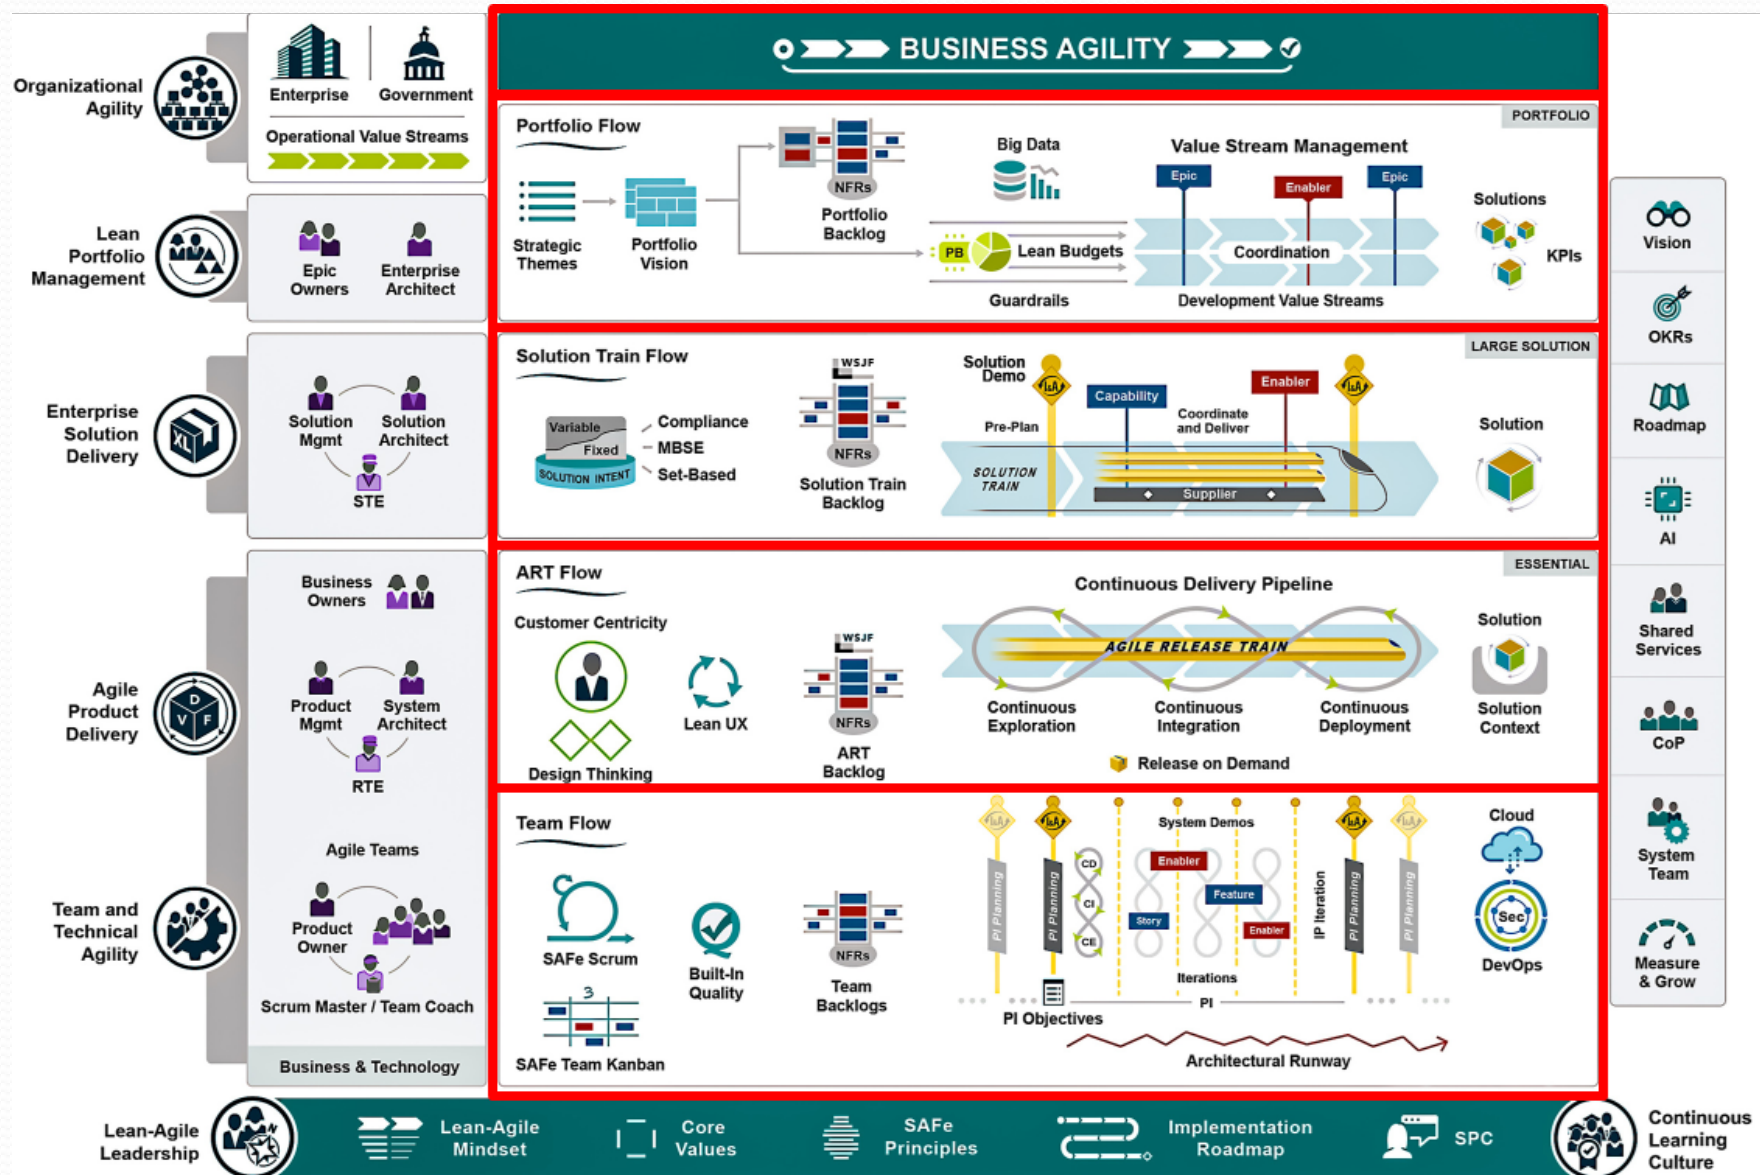 Organizational
Agility
Enterprise
Government
Operational Value Streams
Lean
Portfolio
Management
Epic
Owners
Enterprise
Architect
Enterprise
Solution
Delivery
XL
Solution
Mgmt
Solution
Architect
STE
Agile
Product
Delivery
D
V F
Business
Owners
Product
Mgmt
System
Architect
RTE
Team and
Technical
Agility
Agile Teams
Product
Owner
Scrum Master / Team Coach
Business & Technology
BUSINESS AGILITY
PORTFOLIO
Portfolio Flow
Strategic
Themes
Portfolio
Vision
NFRs
Portfolio
Backlog
Big Data
PB
Lean Budgets
Guardrails
Value Stream Management
Epic
Enabler
Epic
Coordination
Development Value Streams
Solutions
KPIs
LARGE SOLUTION
Solution Train Flow
Variable
Fixed
SOLUTION INTENT
Compliance
MBSE
Set-Based
WSJF
NFRs
Solution Train
Backlog
Solution
Demo
I&A
Pre-Plan
Capability
Coordinate
and Deliver
Enabler
I&A
SOLUTION
TRAIN
Supplier
Solution
ESSENTIAL
ART Flow
Customer Centricity
Design Thinking
Lean UX
WSJF
NFRs
ART
Backlog
Continuous Delivery Pipeline
AGILE RELEASE TRAIN
Continuous
Exploration
Continuous
Integration
Continuous
Deployment
Release on Demand
Solution
Solution
Context
Team Flow
SAFe Scrum
3
SAFe Team Kanban
Built-In
Quality
NFRs
Team
Backlogs
I&A
PI Planning
I&A
PI Planning
CD
CI
CE
System Demos
Enabler
Feature
Story
Enabler
Iterations
IP Iteration
I&A
PI Planning
I&A
PI Planning
PI
PI Objectives
Architectural Runway
Cloud
Sec
DevOps
Vision
OKRs
Roadmap
AI
Shared
Services
CoP
System
Team
Measure
& Grow
Lean-Agile
Leadership
N
Lean-Agile
Mindset
Core
Values
SAFe
Principles
Implementation
Roadmap
SPC
Continuous
Learning
Culture